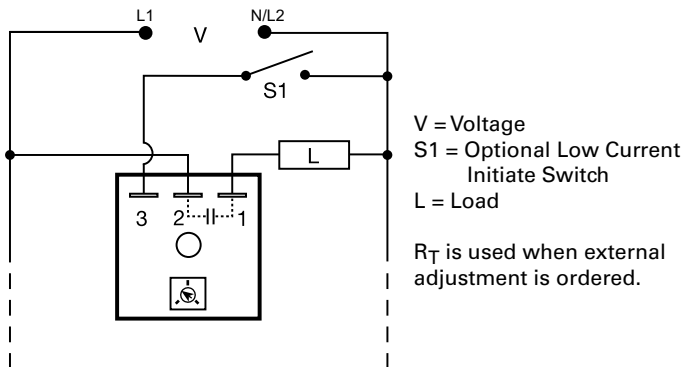 L1
V
N/L2
S1
L
3
2
1
V = Voltage
S1 = Optional Low Current
Initiate Switch
L = Load
RT is used when external
adjustment is ordered.